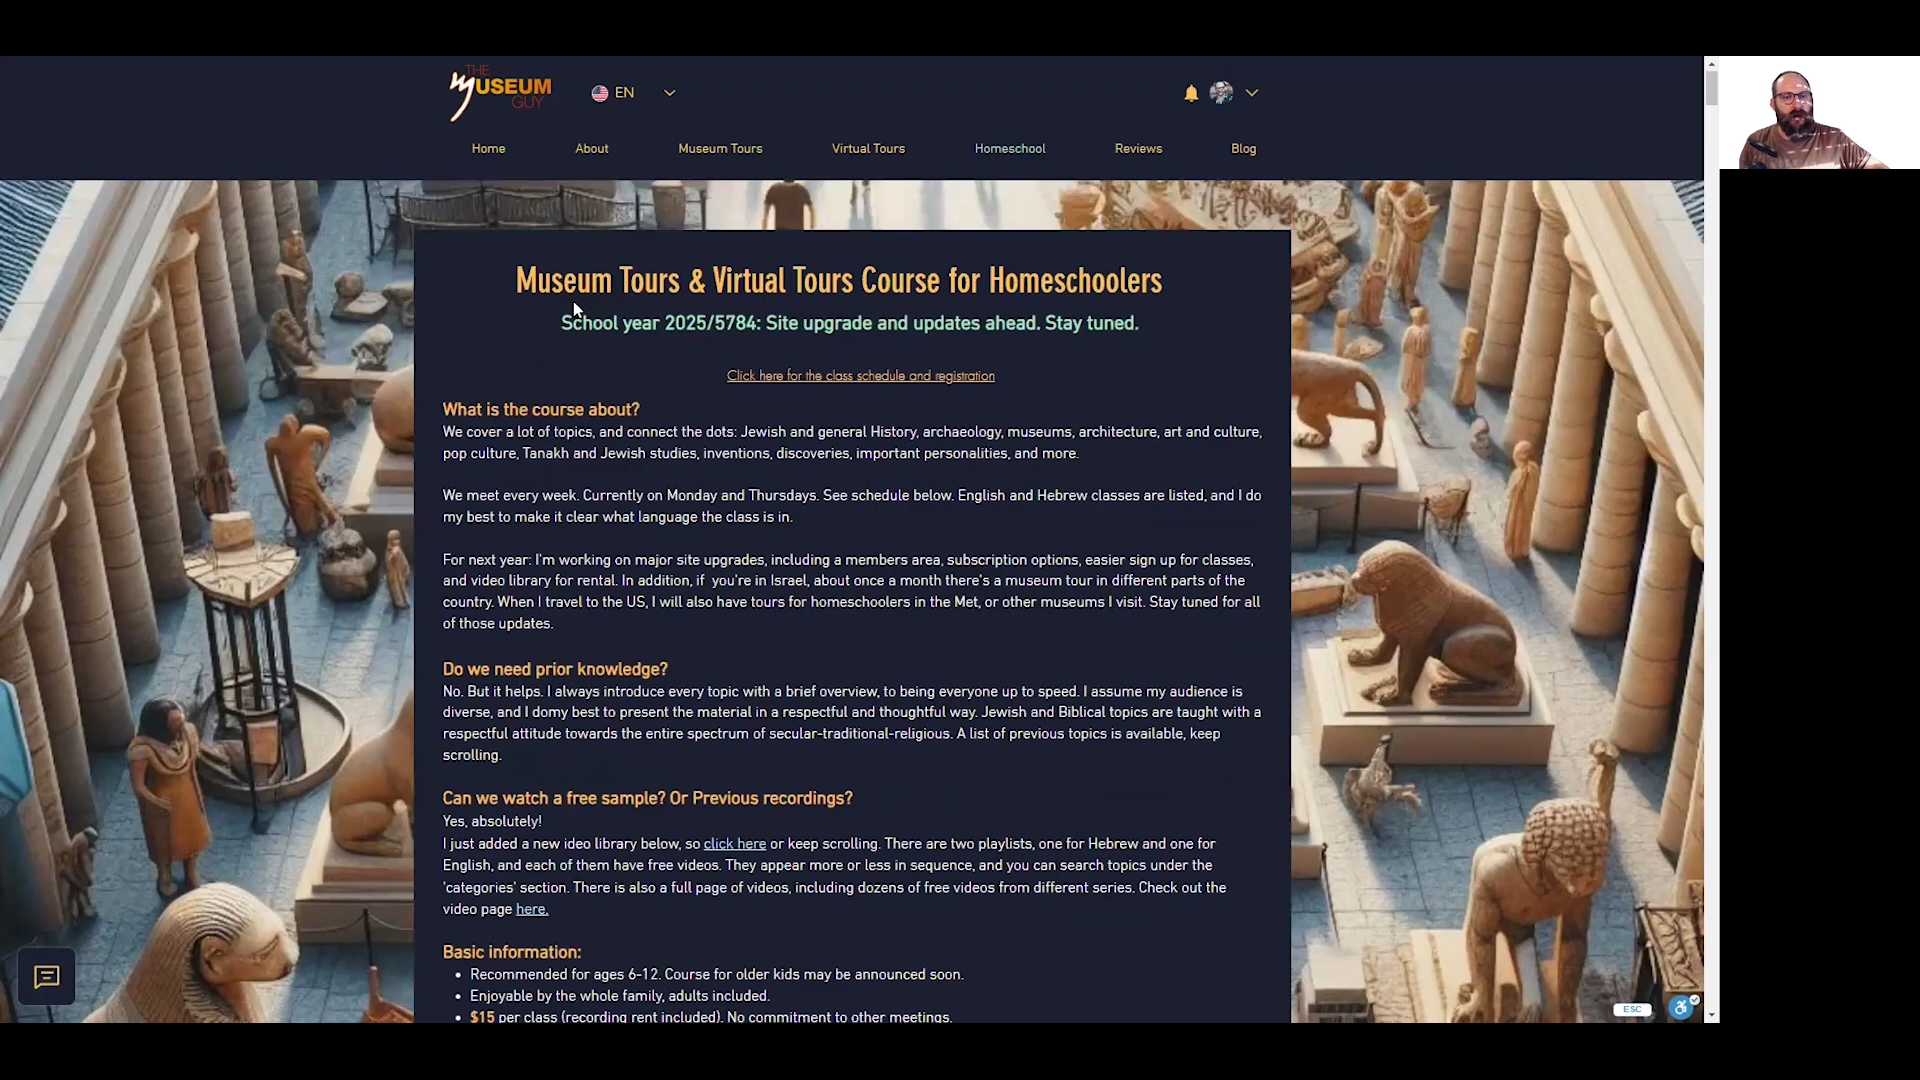 THE
MUSEUM
GUY
EN
Home
About
Museum Tours
Virtual Tours
Homeschool
Reviews
Blog
Museum Tours & Virtual Tours Course for Homeschoolers
School year 2025/5784: Site upgrade and updates ahead. Stay tuned.
Click here for the class schedule and registration
What is the course about?
We cover a lot of topics, and connect the dots: Jewish and general History, archaeology, museums, architecture, art and culture,
pop culture, Tanakh and Jewish studies, inventions, discoveries, important personalities, and more.
We meet every week. Currently on Monday and Thursdays. See schedule below. English and Hebrew classes are listed, and I do
my best to make it clear what language the class is in.
For next year: I'm working on major site upgrades, including a members area, subscription options, easier sign up for classes,
and video library for rental. In addition, if you're in Israel, about once a month there's a museum tour in different parts of the
country. When I travel to the US, I will also have tours for homeschoolers in the Met, or other museums I visit. Stay tuned for all
of those updates.
Do we need prior knowledge?
No. But it helps. I always introduce every topic with a brief overview, to being everyone up to speed. I assume my audience is
diverse, and I domy best to present the material in a respectful and thoughtful way. Jewish and Biblical topics are taught with a
respectful attitude towards the entire spectrum of secular-traditional-religious. A list of previous topics is available, keep
scrolling.
Can we watch a free sample? Or Previous recordings?
Yes, absolutely!
I just added a new ideo library below, so click here or keep scrolling. There are two playlists, one for Hebrew and one for
English, and each of them have free videos. They appear more or less in sequence, and you can search topics under the
'categories' section. There is also a full page of videos, including dozens of free videos from different series. Check out the
video page here.
Basic information:
• Recommended for ages 6-12. Course for older kids may be announced soon.
• Enjoyable by the whole family, adults included.
• $15 per class (recording rent included). No commitment to other meetings.
ESC